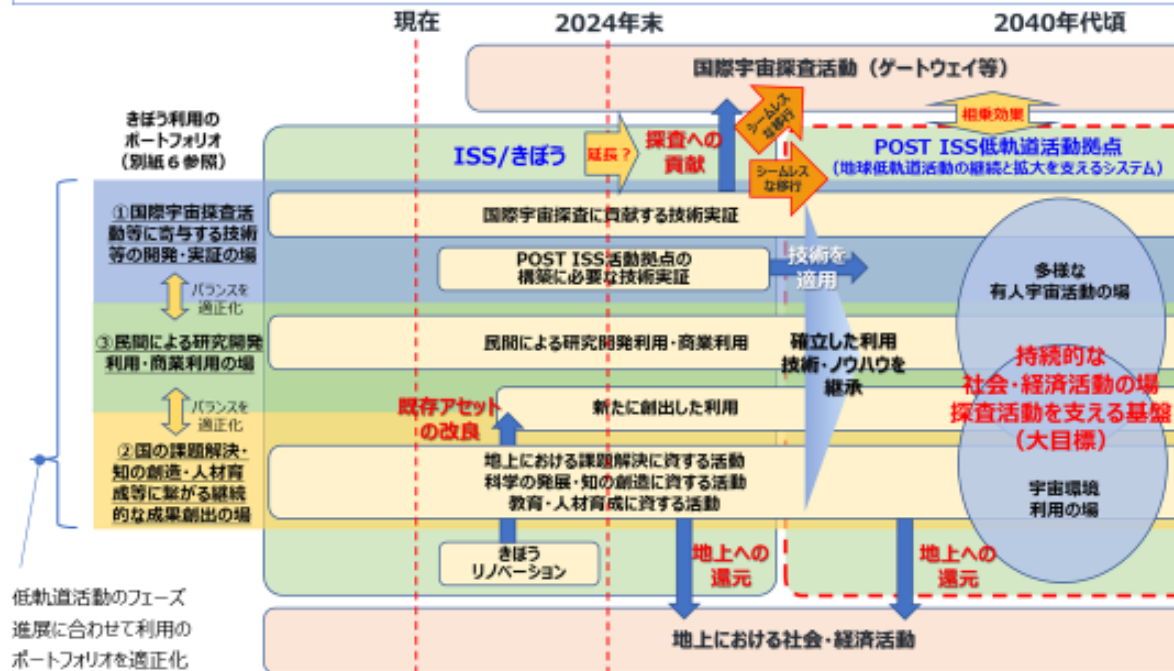 現在
2024年末
2040年代頃
国際宇宙探査活動（ゲートウェイ等）
きぼう利用の
ポートフォリオ
（別紙６参照）
ISS/きぼう
延長？
探査への
貢献
シームレス
な移行
シームレス
な移行
相乗効果
POST ISS低軌道活動拠点
（地球低軌道活動の継続と拡大を支えるシステム）
①国際宇宙探査活
動等に寄与する技術
等の開発・実証の場
国際宇宙探査に貢献する技術実証
POST ISS活動拠点の
構築に必要な技術実証
技術を
適用
多様な
有人宇宙活動の場
バランスを
適正化
③民間による研究開発
利用・商業利用の場
民間による研究開発利用・商業利用
確立した利用
技術・ノウハウを
継承
持続的な
社会・経済活動の場
探査活動を支える基盤
（大目標）
バランスを
適正化
既存アセット
の改良
新たに創出した利用
②国の課題解決・
知の創造・人材育
成等に繋がる継続
的な成果創出の場
地上における課題解決に資する活動
科学の発展・知の創造に資する活動
教育・人材育成に資する活動
宇宙環境
利用の場
きぼう
リノベーション
地上への
還元
地上への
還元
低軌道活動のフェーズ
進展に合わせて利用の
ポートフォリオを適正化
地上における社会・経済活動